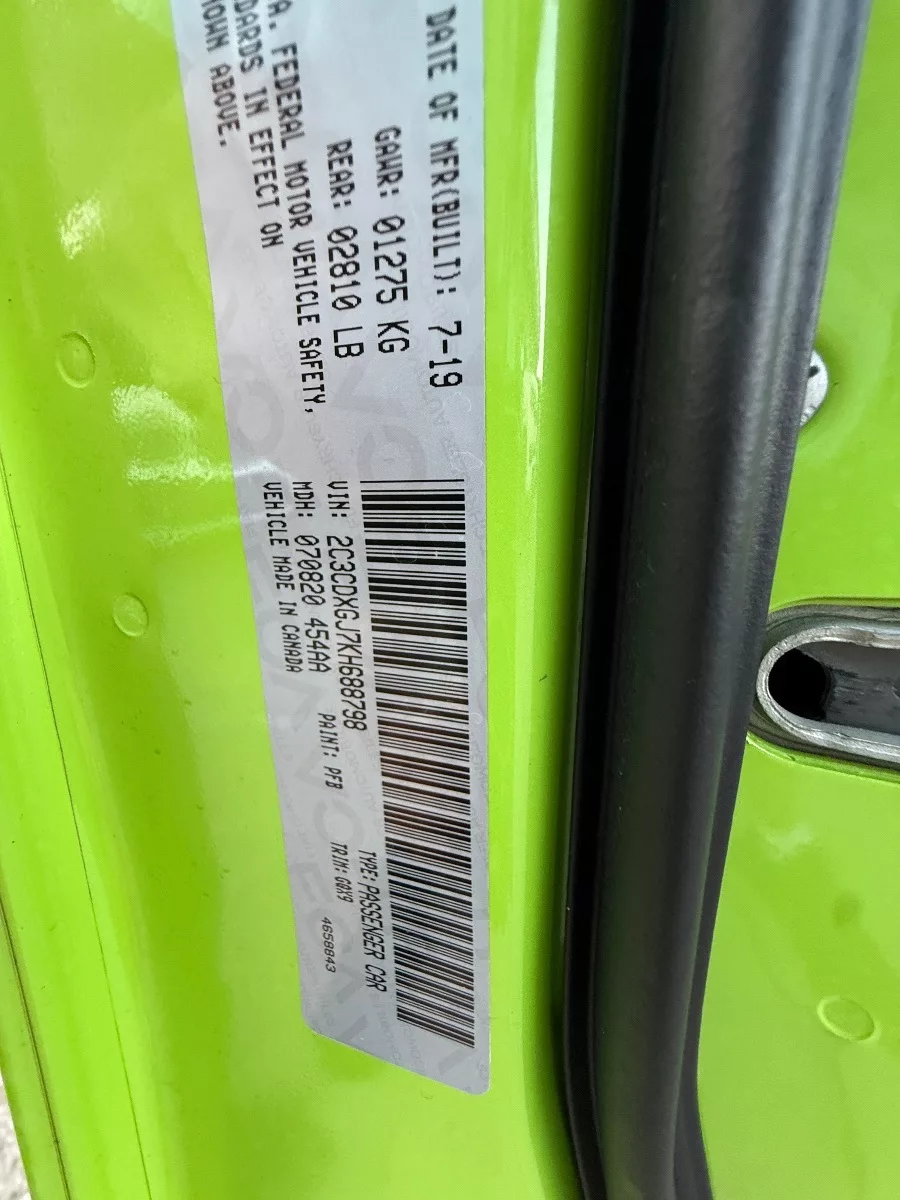 DATE OF MFR(BUILT): 7-19
GAWR: 01275 KG
REAR: 02810 LB
A. FEDERAL MOTOR VEHICLE SAFETY,
DARDS IN EFFECT ON
HOWN ABOVE.
VIN: 2C3CDXGJ7KH688798
TYPE: PASSENGER CAR
MDH: 070820 454AA
PAINT: PFB
TRIM: GQX9
VEHICLE MADE IN CANADA
4658843